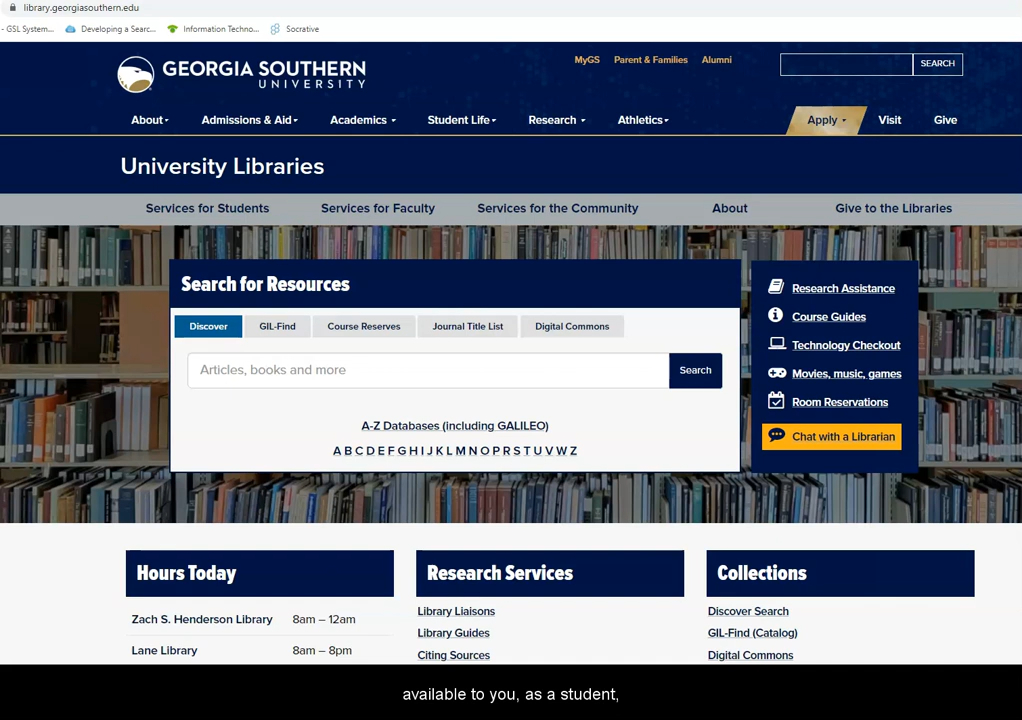 library.georgiasouthern.edu
- GSL System... Developing a Searc... Information Techno... Socrative
GEORGIA SOUTHERN
UNIVERSITY
MyGS Parent & Families Alumni SEARCH
About Admissions & Aid Academics Student Life Research Athletics Apply Visit Give
University Libraries
Services for Students Services for Faculty Services for the Community About Give to the Libraries
Search for Resources
Discover GIL-Find Course Reserves Journal Title List Digital Commons
Articles, books and more Search
A-Z Databases (including GALILEO)
A B C D E F G H I J K L M N O P R S T U V W Z
Research Assistance
Course Guides
Technology Checkout
Movies, music, games
Room Reservations
Chat with a Librarian
Hours Today
Zach S. Henderson Library 8am – 12am
Lane Library 8am – 8pm
Research Services
Library Liaisons
Library Guides
Citing Sources
Collections
Discover Search
GIL-Find (Catalog)
Digital Commons
available to you, as a student,